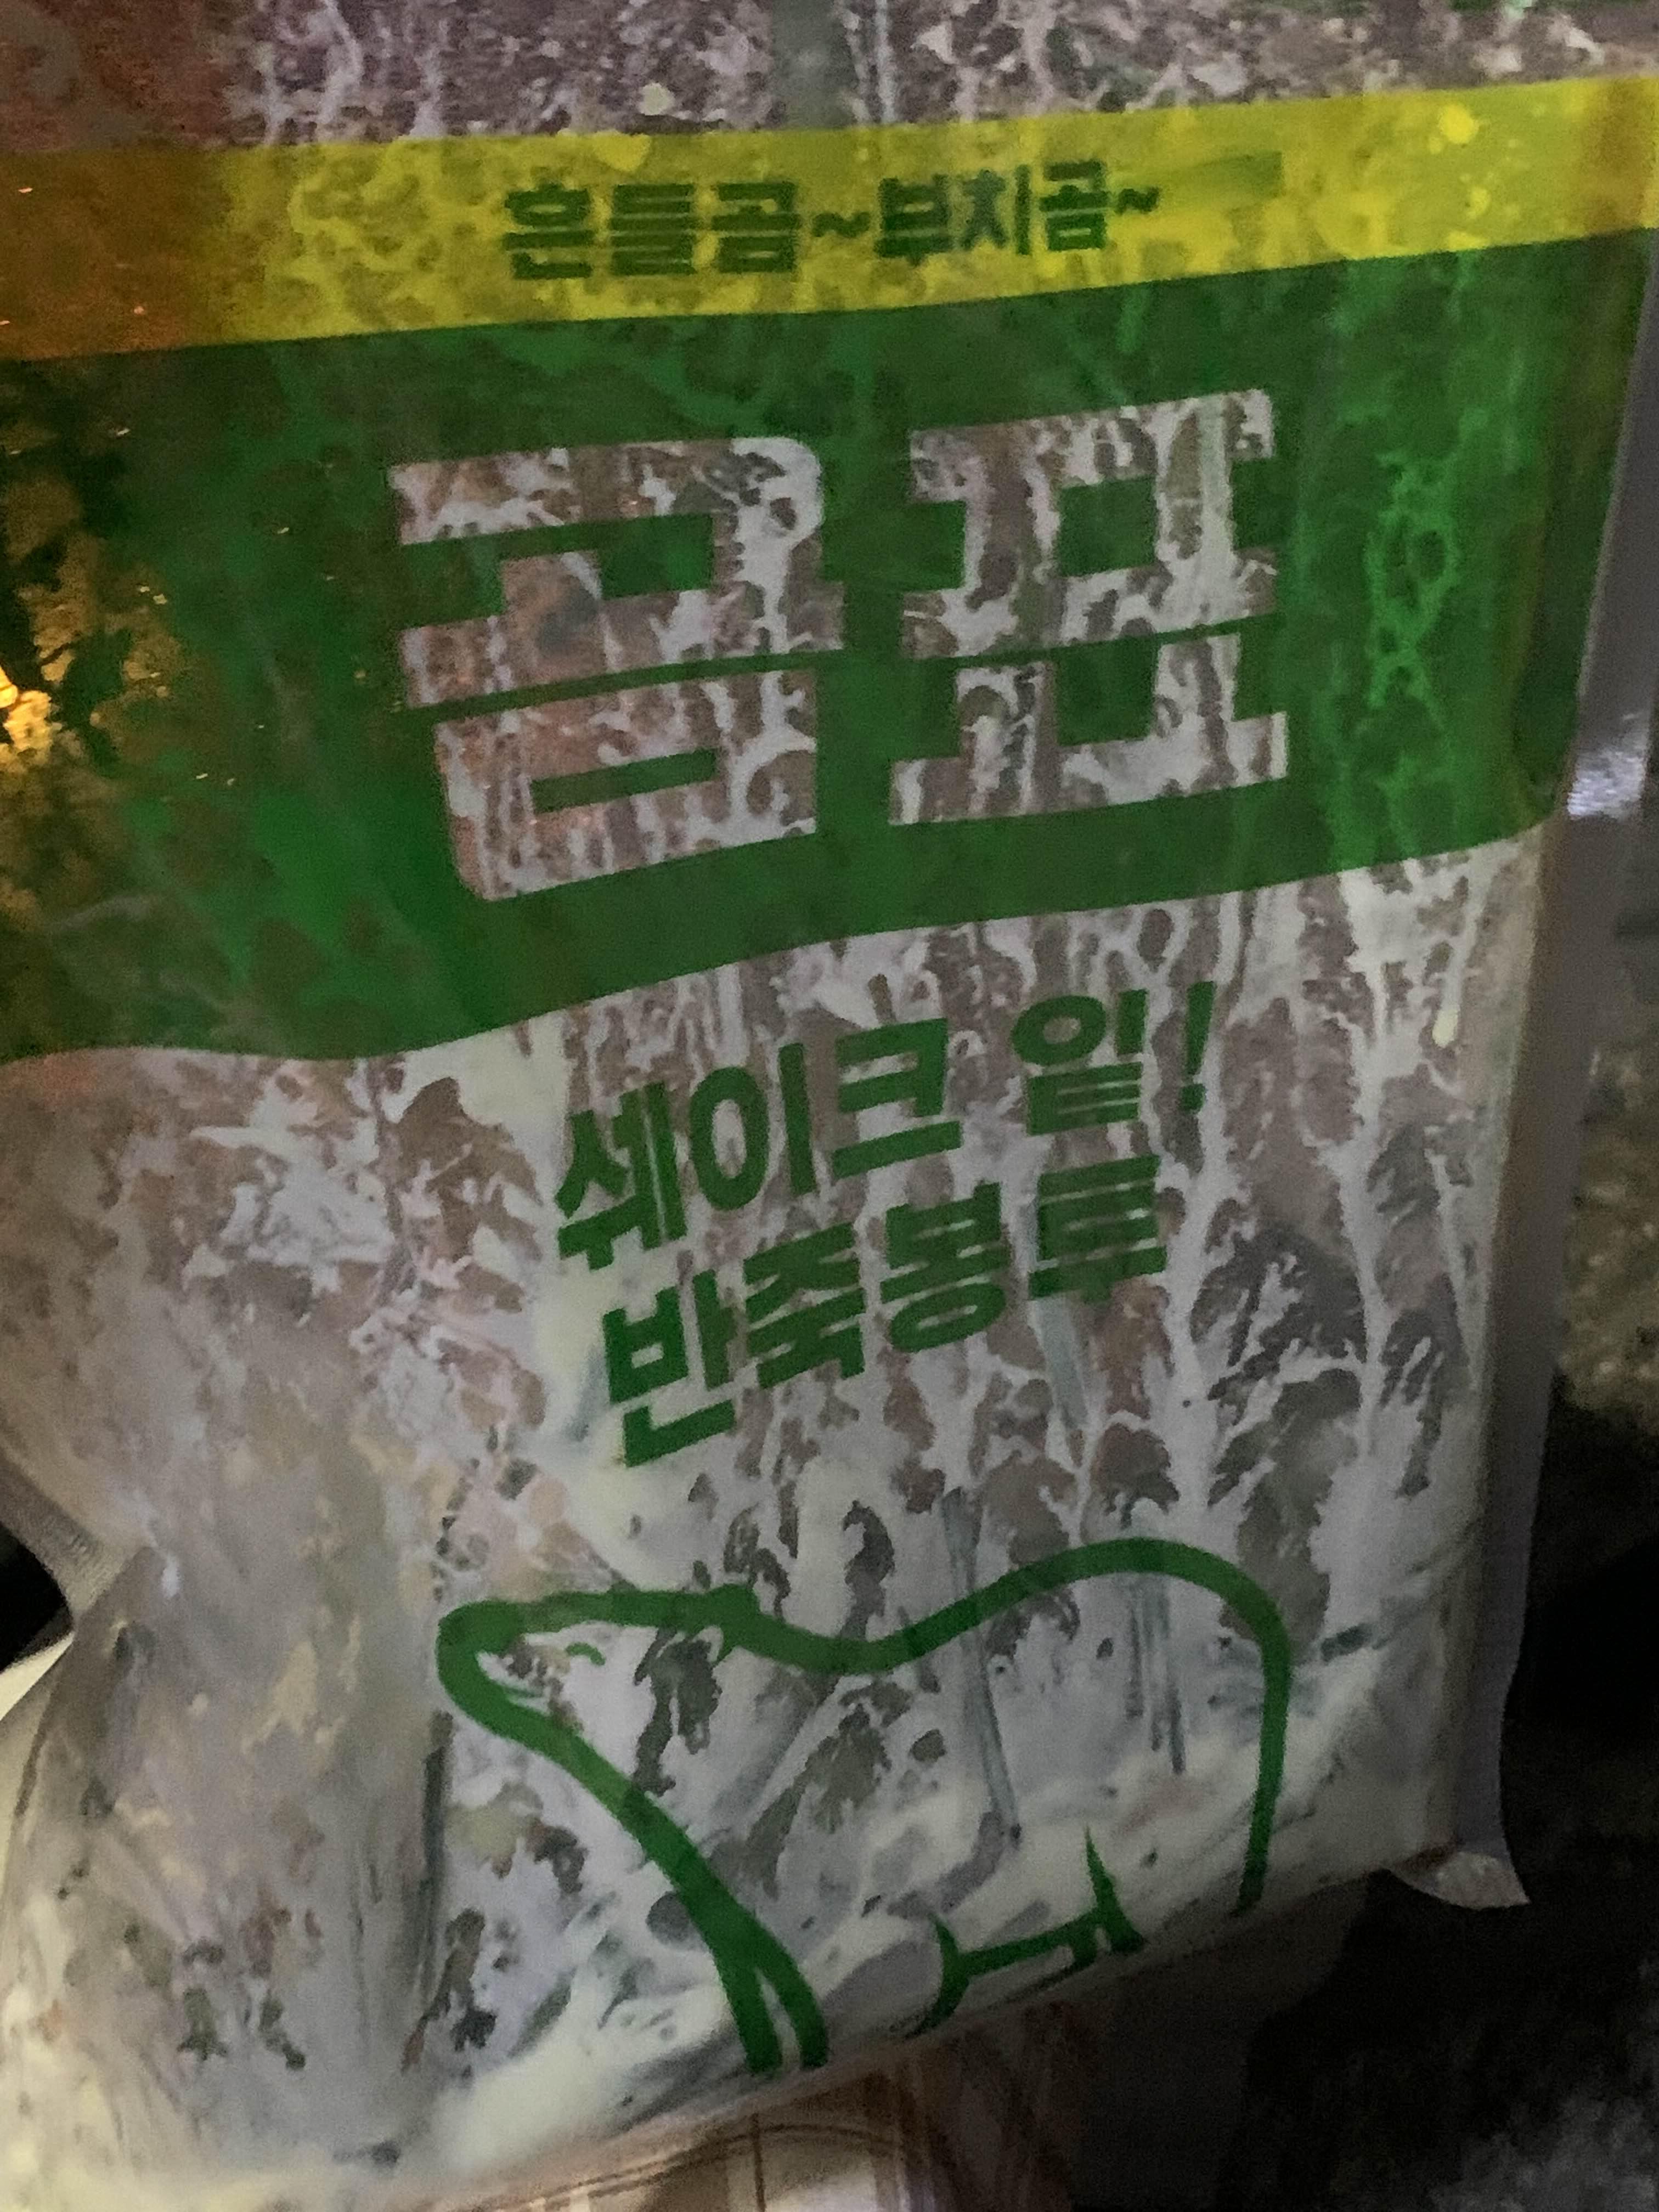 흔들곰~부치곰~
곰표
쉐이크 잇!
반죽봉투